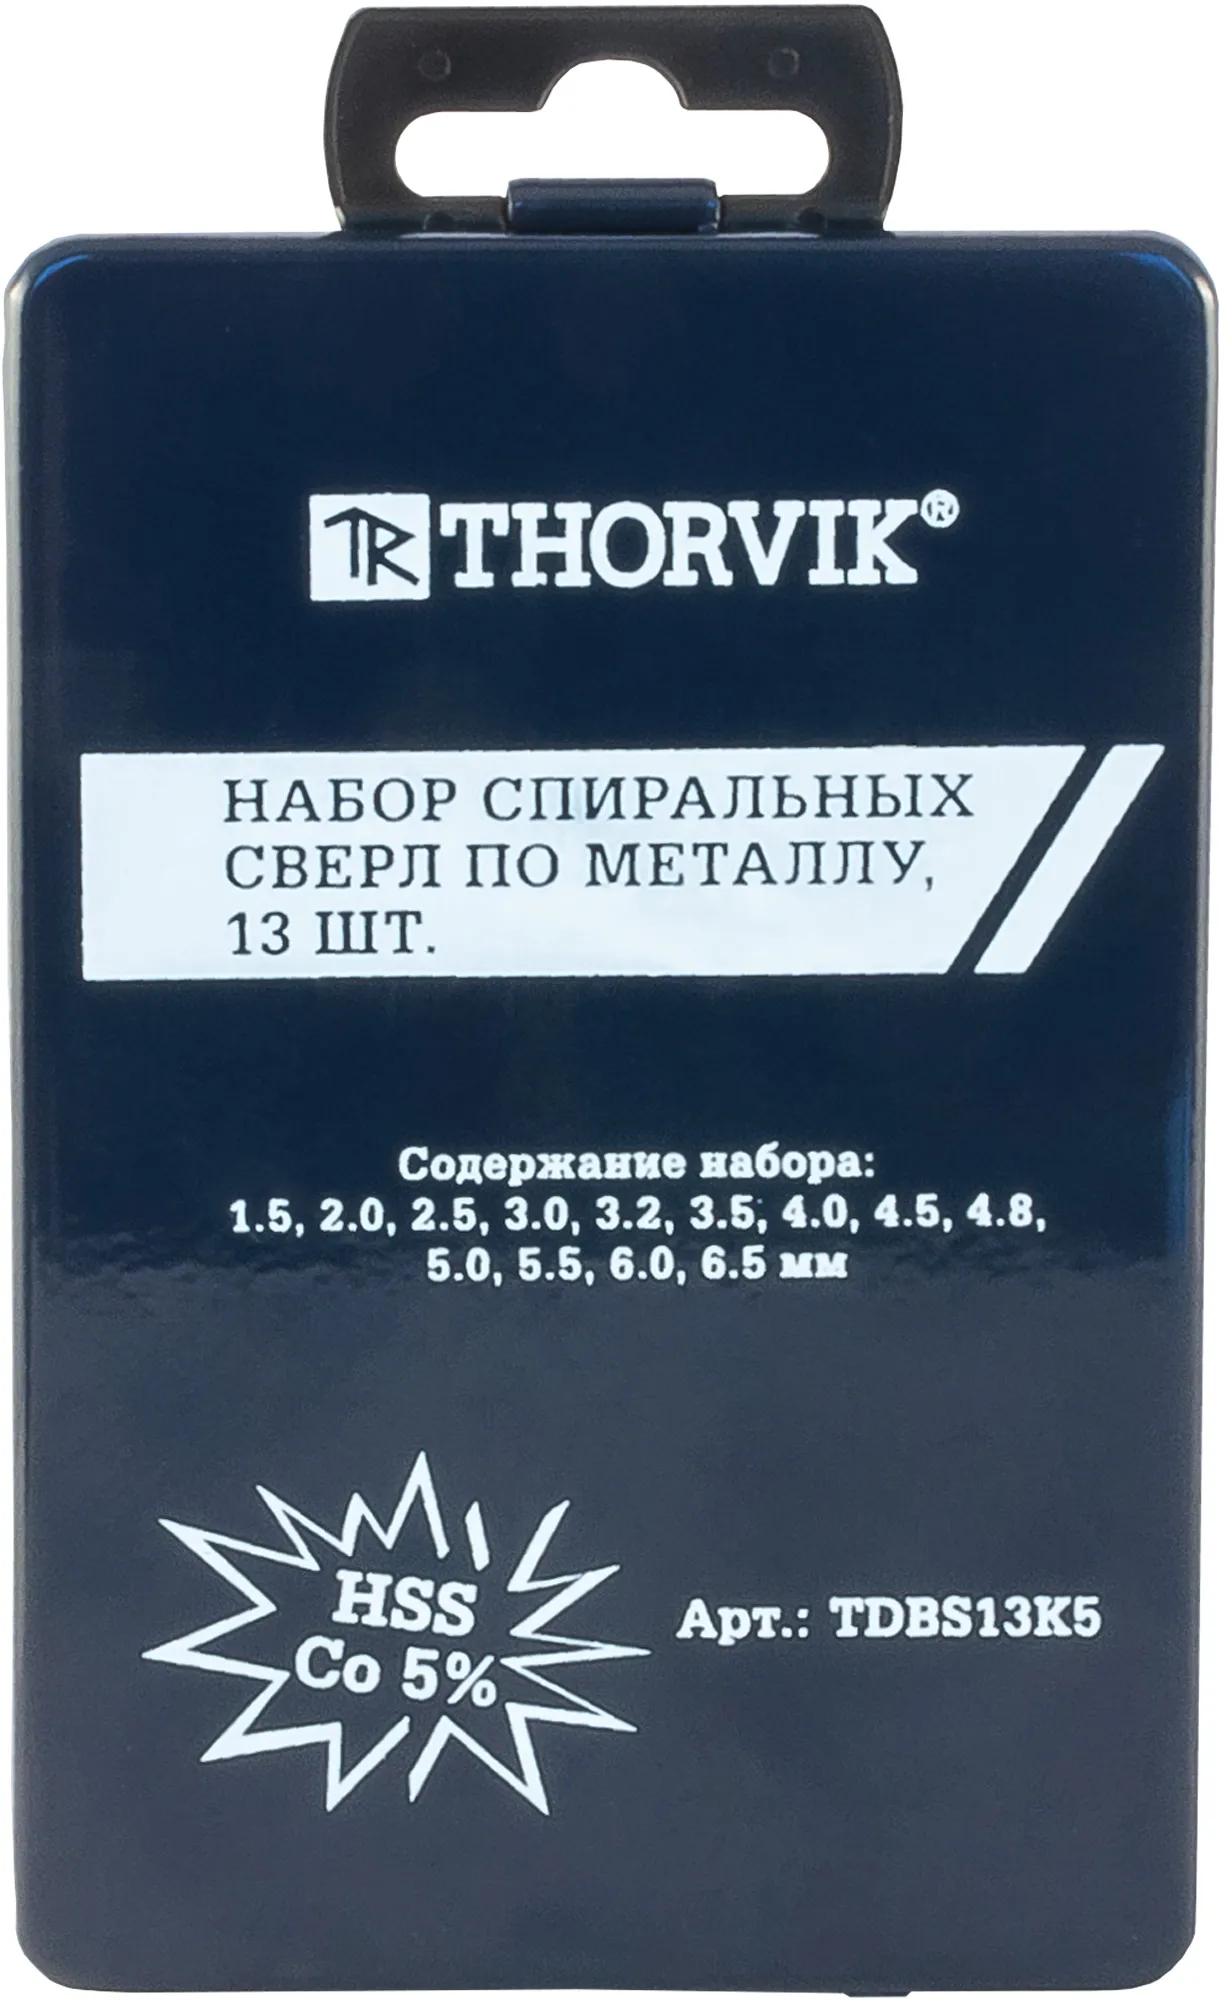 TR THORVIK®
НАБОР СПИРАЛЬНЫХ
СВЕРЛ ПО МЕТАЛЛУ,
13 ШТ.
Содержание набора:
1.5, 2.0, 2.5, 3.0, 3.2, 3.5, 4.0, 4.5, 4.8,
5.0, 5.5, 6.0, 6.5 мм
HSS
Co 5%
Арт.: TDBS13K5